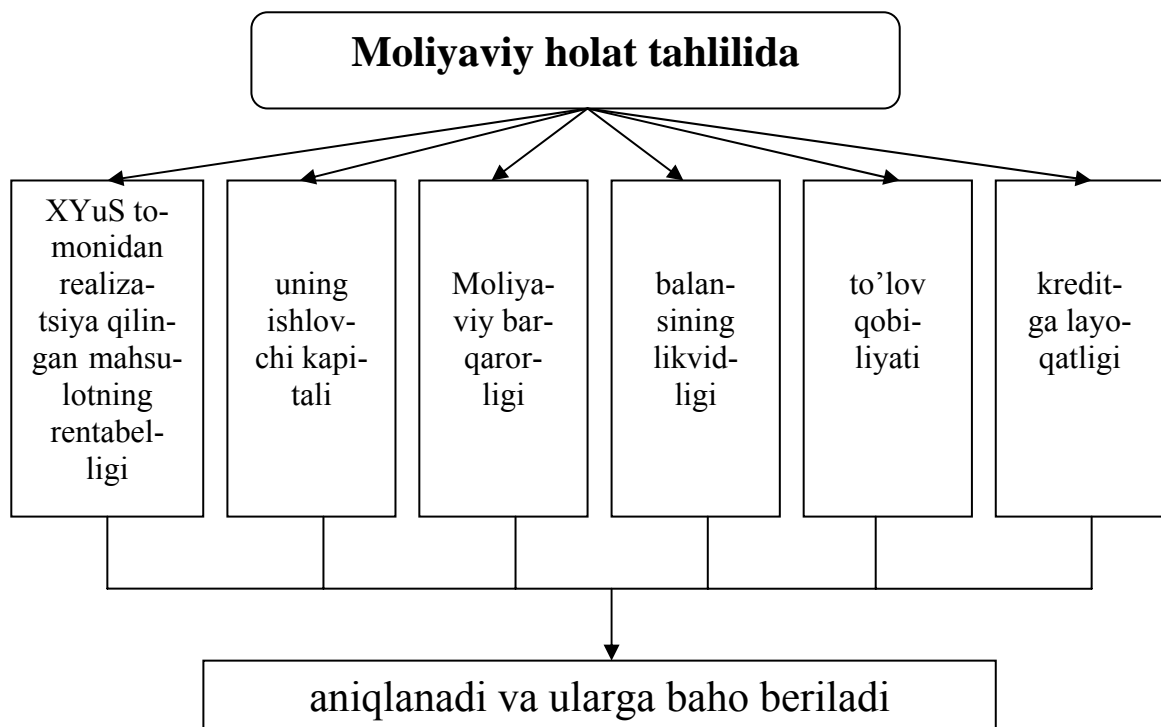 Moliyaviy holat tahlilida
XYuS to-
monidan
realiza-
tsiya qilin-
gan mahsu-
lotning
rentabel-
ligi
uning
ishlov-
chi kapi-
tali
Moliya-
viy bar-
qaror-
ligi
balan-
sining
likvid-
ligi
to’lov
qobi-
liyati
kredit-
ga layo-
qatligi
aniqlanadi va ularga baho beriladi